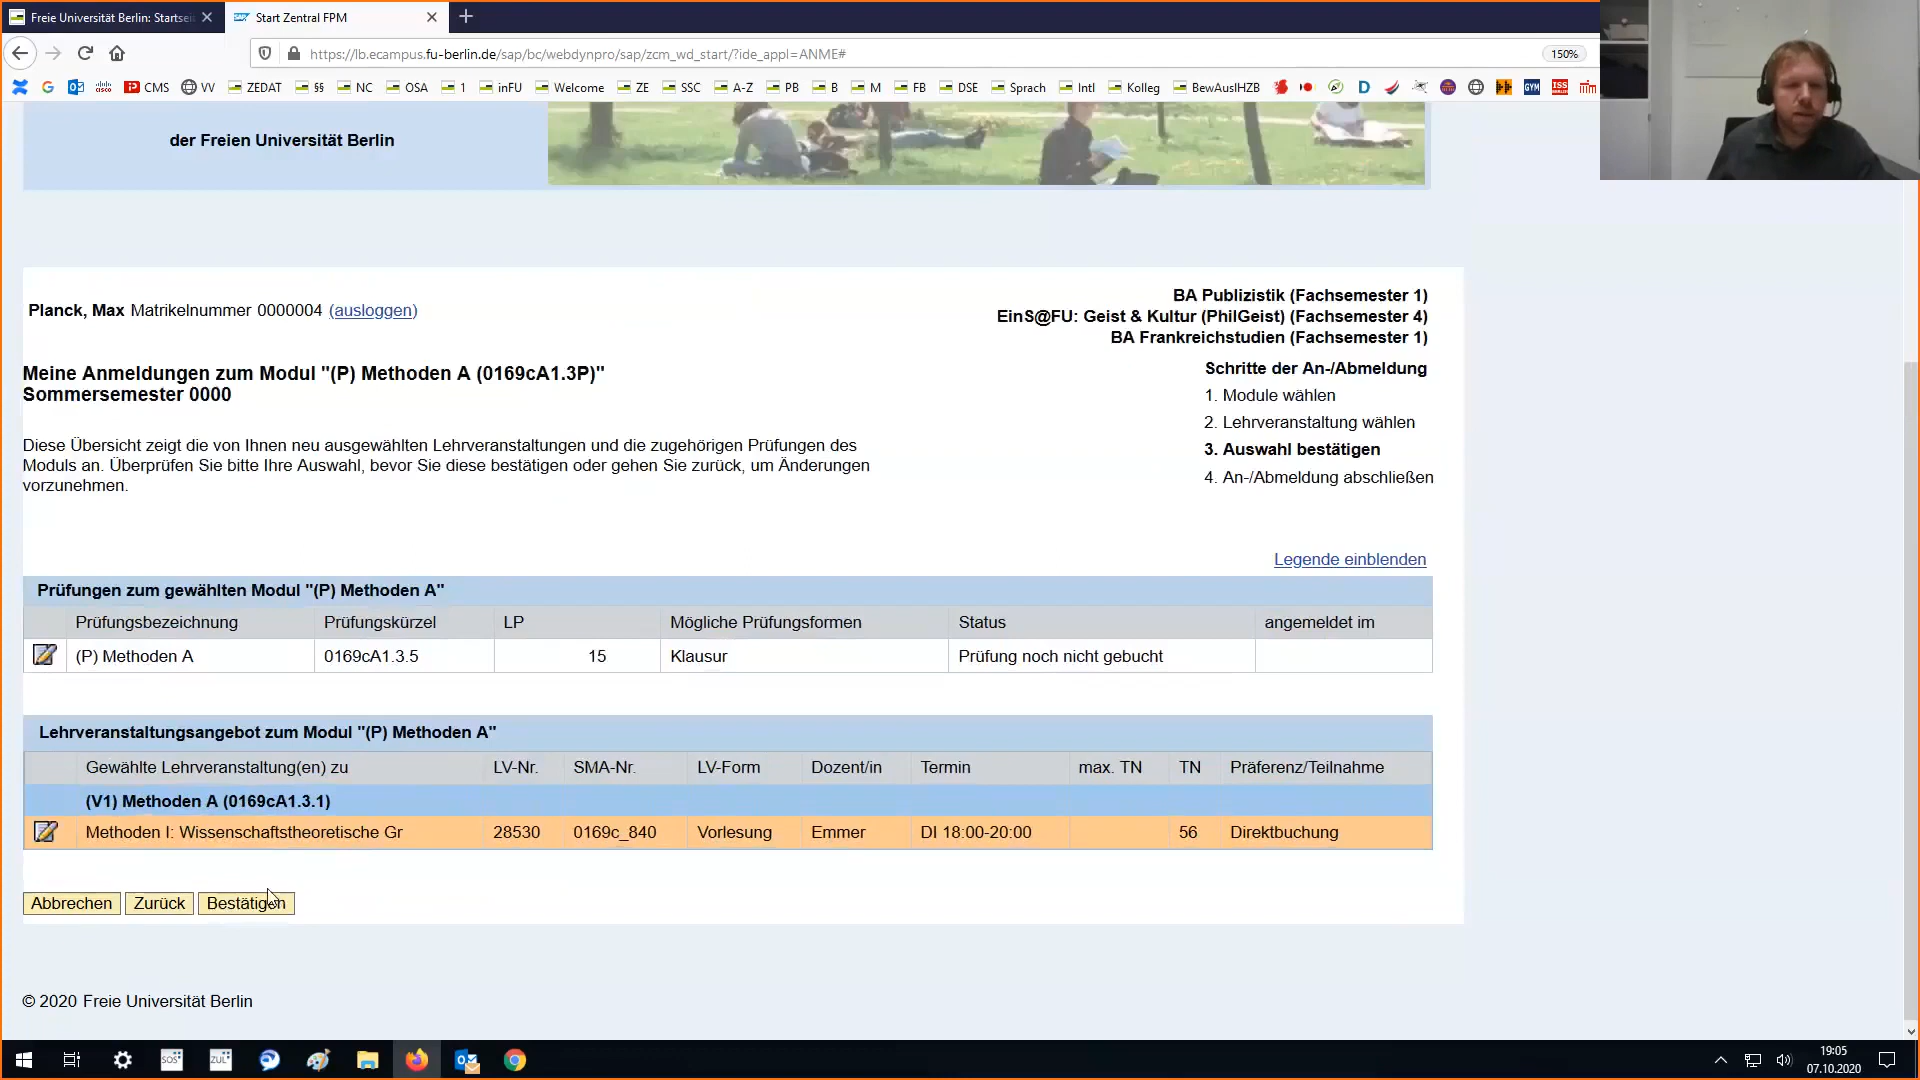 Freie Universität Berlin: Startsei
Start Zentral FPM
https://lb.ecampus.fu-berlin.de/sap/bc/webdynpro/sap/zcm_wd_start/?ide_appl=ANME#
150%
CMS VV ZEDAT §§ NC OSA 1 inFU Welcome ZE SSC A-Z PB B M FB DSE Sprach Intl Kolleg BewAuslHZB
der Freien Universität Berlin
Planck, Max Matrikelnummer 0000004 (ausloggen)
BA Publizistik (Fachsemester 1)
EinS@FU: Geist & Kultur (PhilGeist) (Fachsemester 4)
BA Frankreichstudien (Fachsemester 1)
Meine Anmeldungen zum Modul "(P) Methoden A (0169cA1.3P)"
Sommersemester 0000
Schritte der An-/Abmeldung
1. Module wählen
2. Lehrveranstaltung wählen
3. Auswahl bestätigen
4. An-/Abmeldung abschließen
Diese Übersicht zeigt die von Ihnen neu ausgewählten Lehrveranstaltungen und die zugehörigen Prüfungen des
Moduls an. Überprüfen Sie bitte Ihre Auswahl, bevor Sie diese bestätigen oder gehen Sie zurück, um Änderungen
vorzunehmen.
Legende einblenden
Prüfungen zum gewählten Modul "(P) Methoden A"
Prüfungsbezeichnung Prüfungskürzel LP Mögliche Prüfungsformen Status angemeldet im
(P) Methoden A 0169cA1.3.5 15 Klausur Prüfung noch nicht gebucht
Lehrveranstaltungsangebot zum Modul "(P) Methoden A"
Gewählte Lehrveranstaltung(en) zu LV-Nr. SMA-Nr. LV-Form Dozent/in Termin max. TN TN Präferenz/Teilnahme
(V1) Methoden A (0169cA1.3.1)
Methoden I: Wissenschaftstheoretische Gr 28530 0169c_840 Vorlesung Emmer DI 18:00-20:00 56 Direktbuchung
Abbrechen Zurück Bestätigen
© 2020 Freie Universität Berlin
SOS ZUL
19:05
07.10.2020